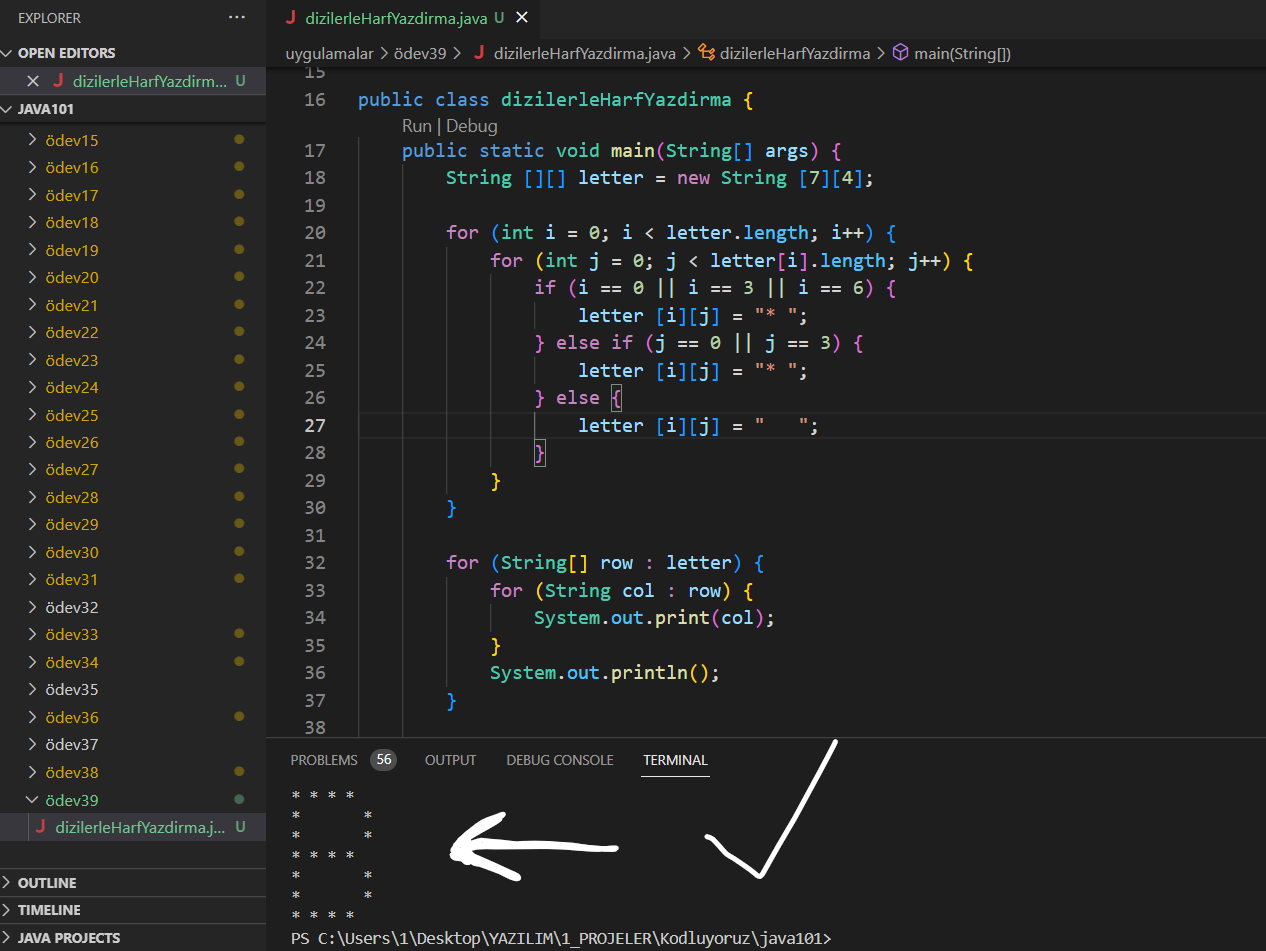 EXPLORER
···
OPEN EDITORS
J dizilerleHarfYazdirm... U
JAVA101
ödev15
ödev16
ödev17
ödev18
ödev19
ödev20
ödev21
ödev22
ödev23
ödev24
ödev25
ödev26
ödev27
ödev28
ödev29
ödev30
ödev31
ödev32
ödev33
ödev34
ödev35
ödev36
ödev37
ödev38
ödev39
J dizilerleHarfYazdirma.j... U
OUTLINE
TIMELINE
JAVA PROJECTS
J dizilerleHarfYazdirma.java U
uygulamalar > ödev39 > J dizilerleHarfYazdirma.java > dizilerleHarfYazdirma > main(String[])
15
16 public class dizilerleHarfYazdirma {
Run | Debug
17 public static void main(String[] args) {
18 String [][] letter = new String [7][4];
19
20 for (int i = 0; i < letter.length; i++) {
21 for (int j = 0; j < letter[i].length; j++) {
22 if (i == 0 || i == 3 || i == 6) {
23 letter [i][j] = "* ";
24 } else if (j == 0 || j == 3) {
25 letter [i][j] = "* ";
26 } else {
27 letter [i][j] = "   ";
28 }
29 }
30 }
31
32 for (String[] row : letter) {
33 for (String col : row) {
34 System.out.print(col);
35 }
36 System.out.println();
37 }
38
PROBLEMS 56 OUTPUT DEBUG CONSOLE TERMINAL
* * * *
*       *
*       *
* * * *
*       *
*       *
* * * *
PS C:\Users\1\Desktop\YAZILIM\1_PROJELER\Kodluyoruz\java101>